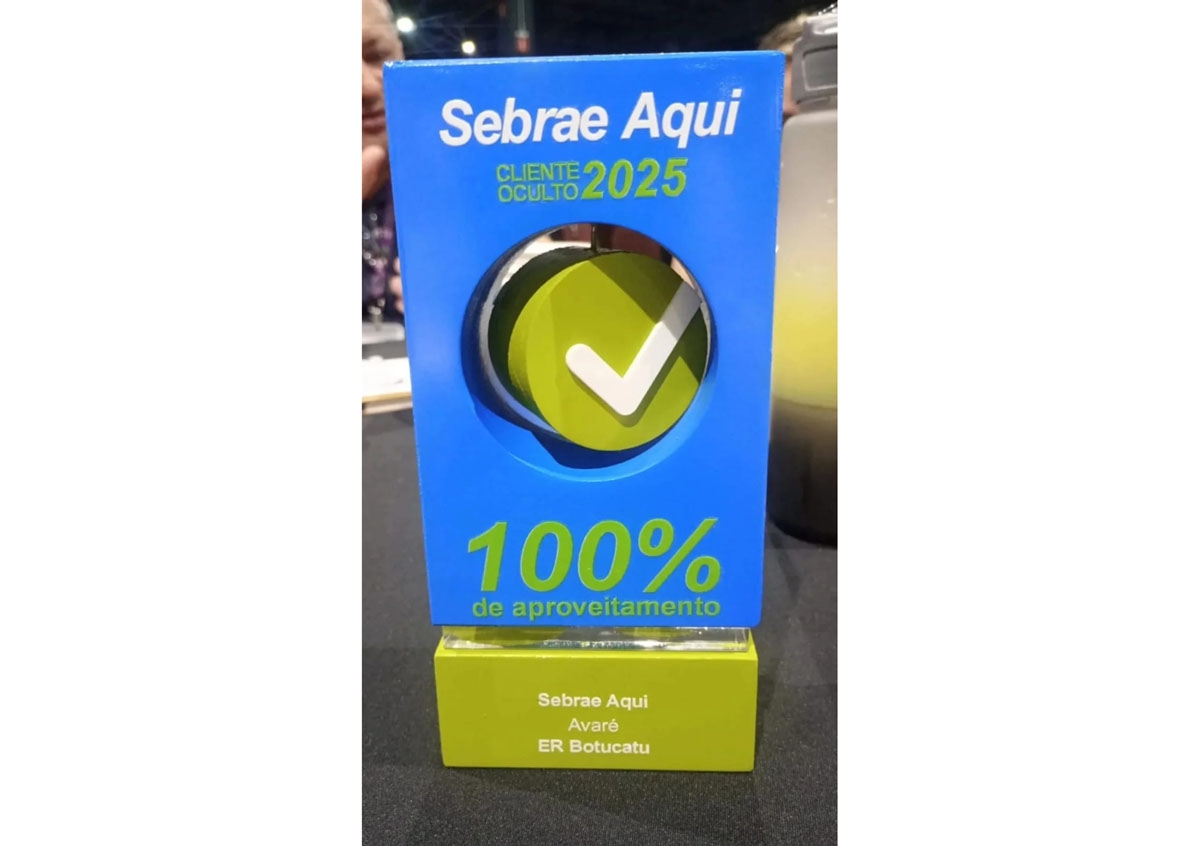 Sebrae Aqui
CLIENTE
OCULTO 2025
100%
de aproveitamento
Sebrae Aqui
Avaré
ER Botucatu